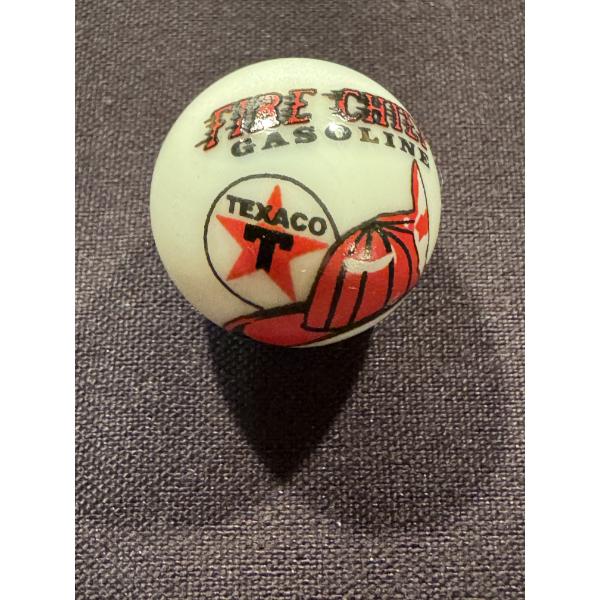 FIRE CHIEF
GASOLINE
TEXACO
T